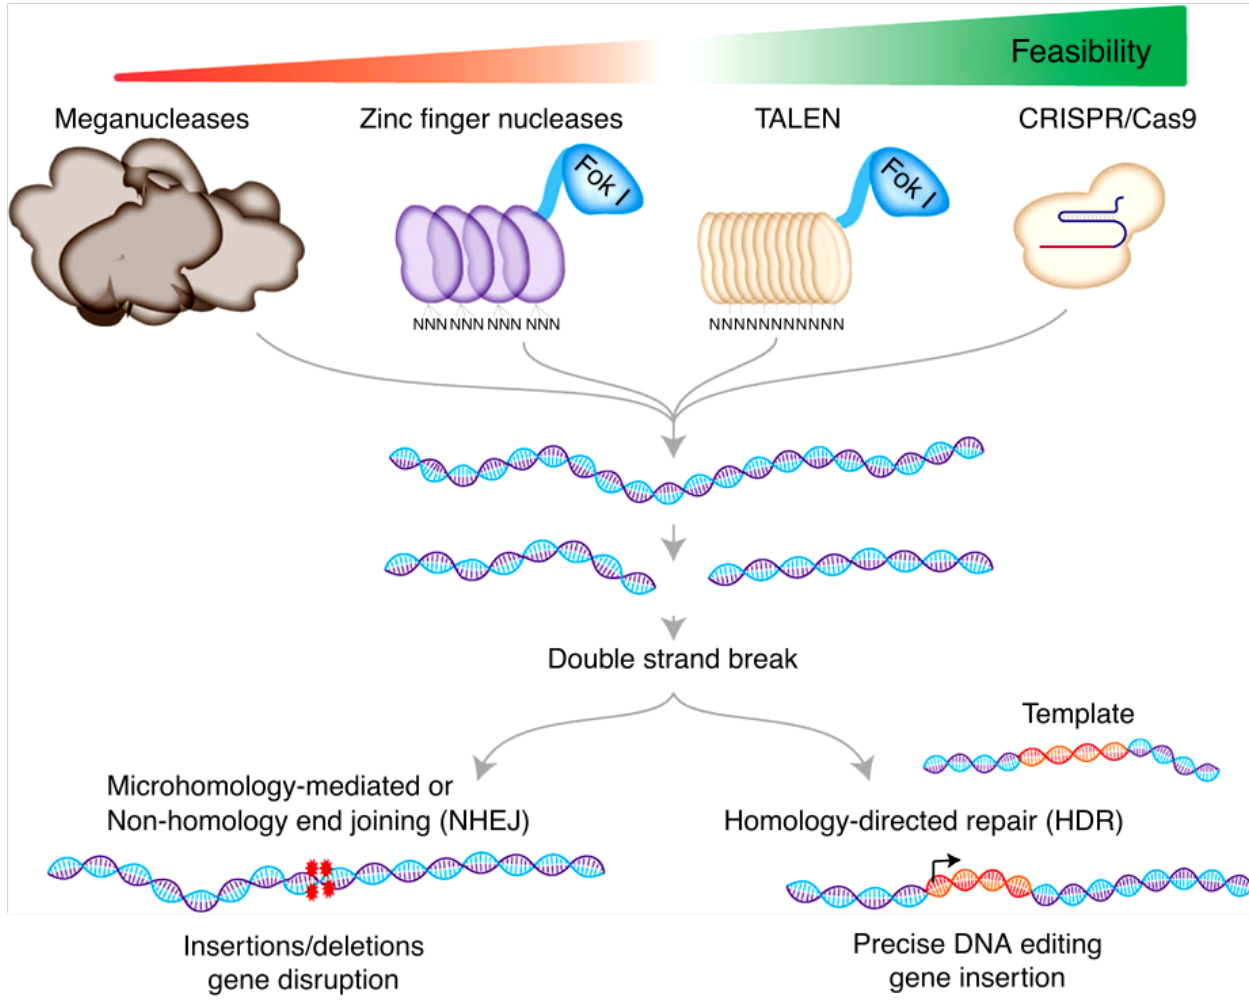 Feasibility
Meganucleases
Zinc finger nucleases
TALEN
CRISPR/Cas9
Fok I
Fok I
NNN NNN NNN NNN
NNNNNNNNNNN
Double strand break
Template
Microhomology-mediated or
Non-homology end joining (NHEJ)
Homology-directed repair (HDR)
Insertions/deletions
gene disruption
Precise DNA editing
gene insertion